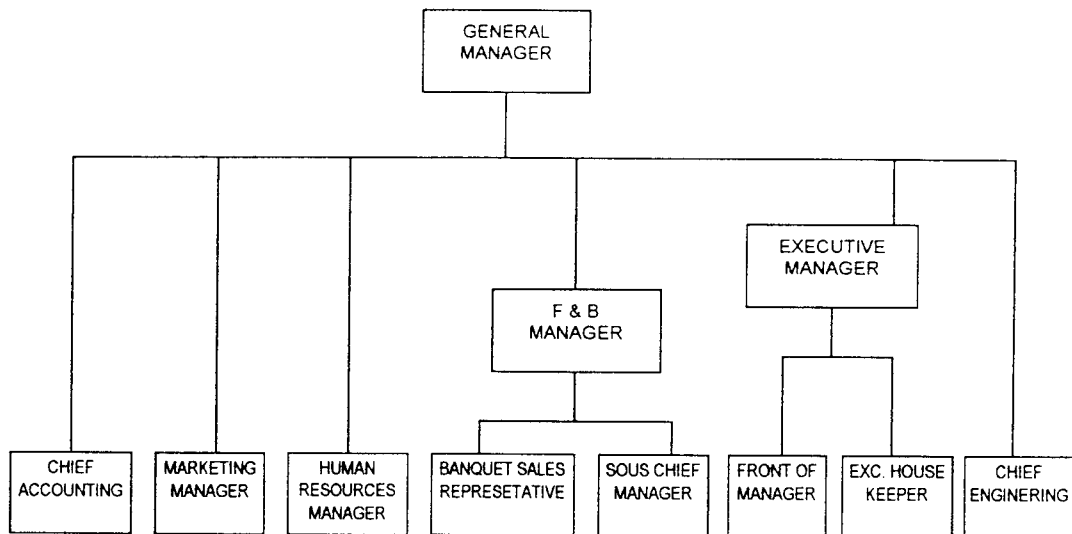 GENERAL
MANAGER
EXECUTIVE
MANAGER
F & B
MANAGER
CHIEF
ACCOUNTING
MARKETING
MANAGER
HUMAN
RESOURCES
MANAGER
BANQUET SALES
REPRESETATIVE
SOUS CHIEF
MANAGER
FRONT OF
MANAGER
EXC. HOUSE
KEEPER
CHIEF
ENGINERING